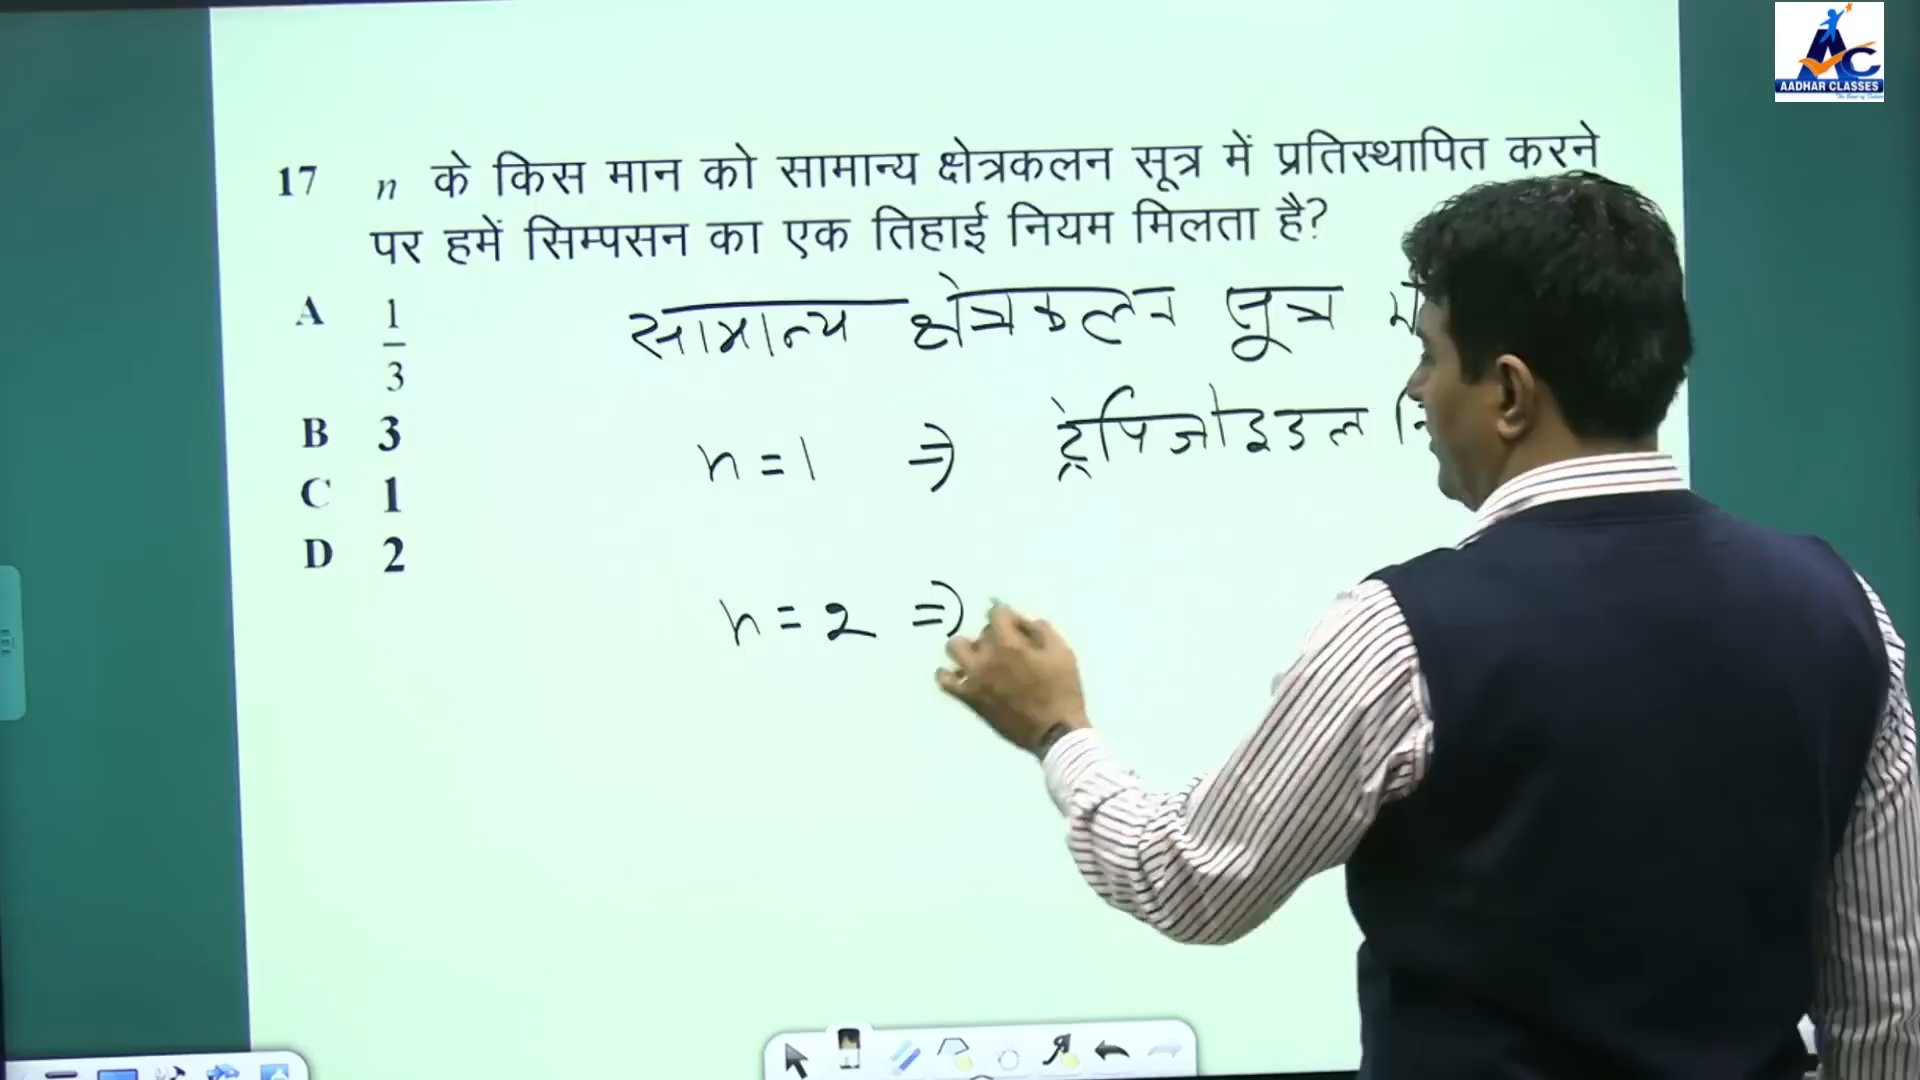 AC
AADHAR CLASSES
17 n के किस मान को सामान्य क्षेत्रकलन सूत्र में प्रतिस्थापित करने
पर हमें सिम्पसन का एक तिहाई नियम मिलता है?
A 1/3
B 3
C 1
D 2
सामान्य क्षेत्रकलन सूत्र में
n = 1 ⇒ ट्रेपिजोइडल
n = 2 ⇒